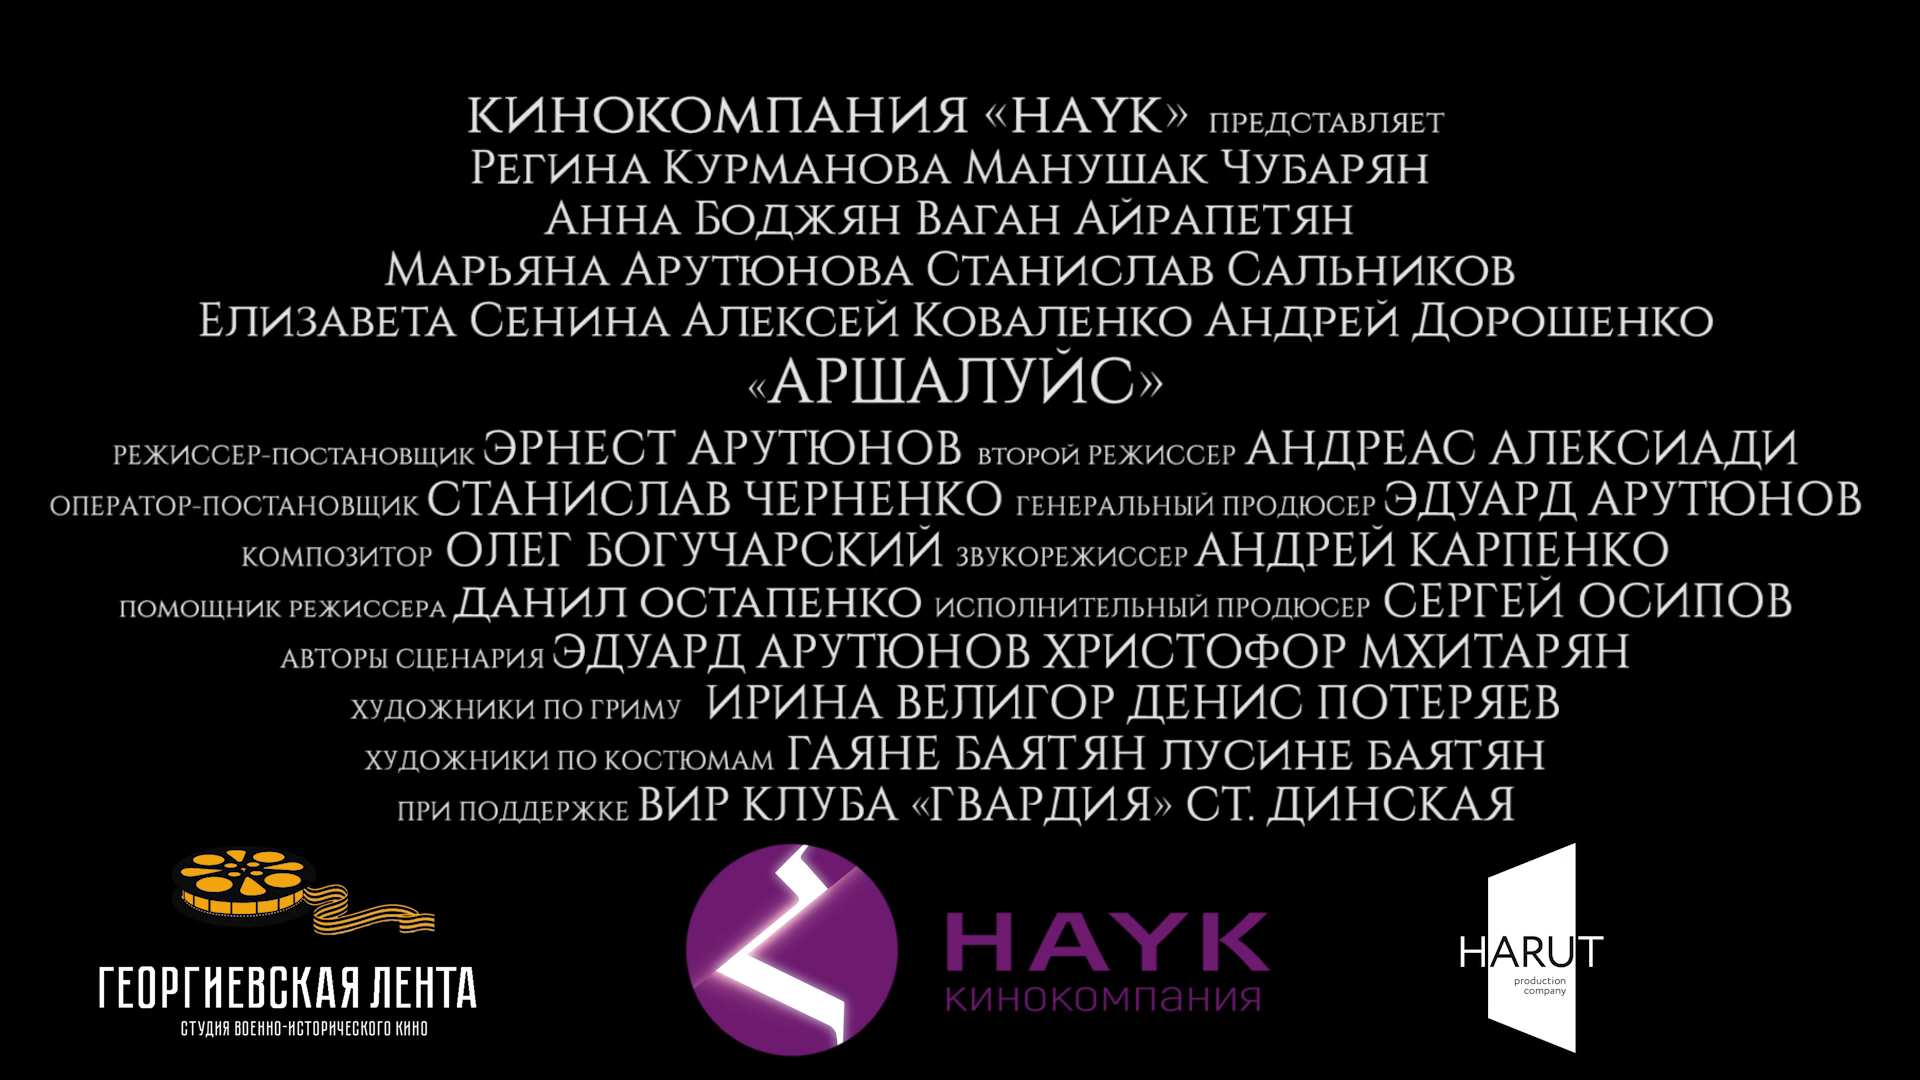 КИНОКОМПАНИЯ «HAYK» ПРЕДСТАВЛЯЕТ
Регина Курманова Манушак Чубарян
Анна Боджян Ваган Айрапетян
Марьяна Арутюнова Станислав Сальников
Елизавета Сенина Алексей Коваленко Андрей Дорошенко
«АРШАЛУЙС»
РЕЖИССЕР-ПОСТАНОВЩИК ЭРНЕСТ АРУТЮНОВ ВТОРОЙ РЕЖИССЕР АНДРЕАС АЛЕКСИАДИ
ОПЕРАТОР-ПОСТАНОВЩИК СТАНИСЛАВ ЧЕРНЕНКО ГЕНЕРАЛЬНЫЙ ПРОДЮСЕР ЭДУАРД АРУТЮНОВ
КОМПОЗИТОР ОЛЕГ БОГУЧАРСКИЙ ЗВУКОРЕЖИССЕР АНДРЕЙ КАРПЕНКО
ПОМОЩНИК РЕЖИССЕРА ДАНИЛ ОСТАПЕНКО ИСПОЛНИТЕЛЬНЫЙ ПРОДЮСЕР СЕРГЕЙ ОСИПОВ
АВТОРЫ СЦЕНАРИЯ ЭДУАРД АРУТЮНОВ ХРИСТОФОР МХИТАРЯН
ХУДОЖНИКИ ПО ГРИМУ ИРИНА ВЕЛИГОР ДЕНИС ПОТЕРЯЕВ
ХУДОЖНИКИ ПО КОСТЮМАМ ГАЯНЕ БАЯТЯН ЛУСИНЕ БАЯТЯН
ПРИ ПОДДЕРЖКЕ ВИР КЛУБА «ГВАРДИЯ» СТ. ДИНСКАЯ
ГЕОРГИЕВСКАЯ ЛЕНТА
СТУДИЯ ВОЕННО-ИСТОРИЧЕСКОГО КИНО
HAYK
КИНОКОМПАНИЯ
HARUT
production
company